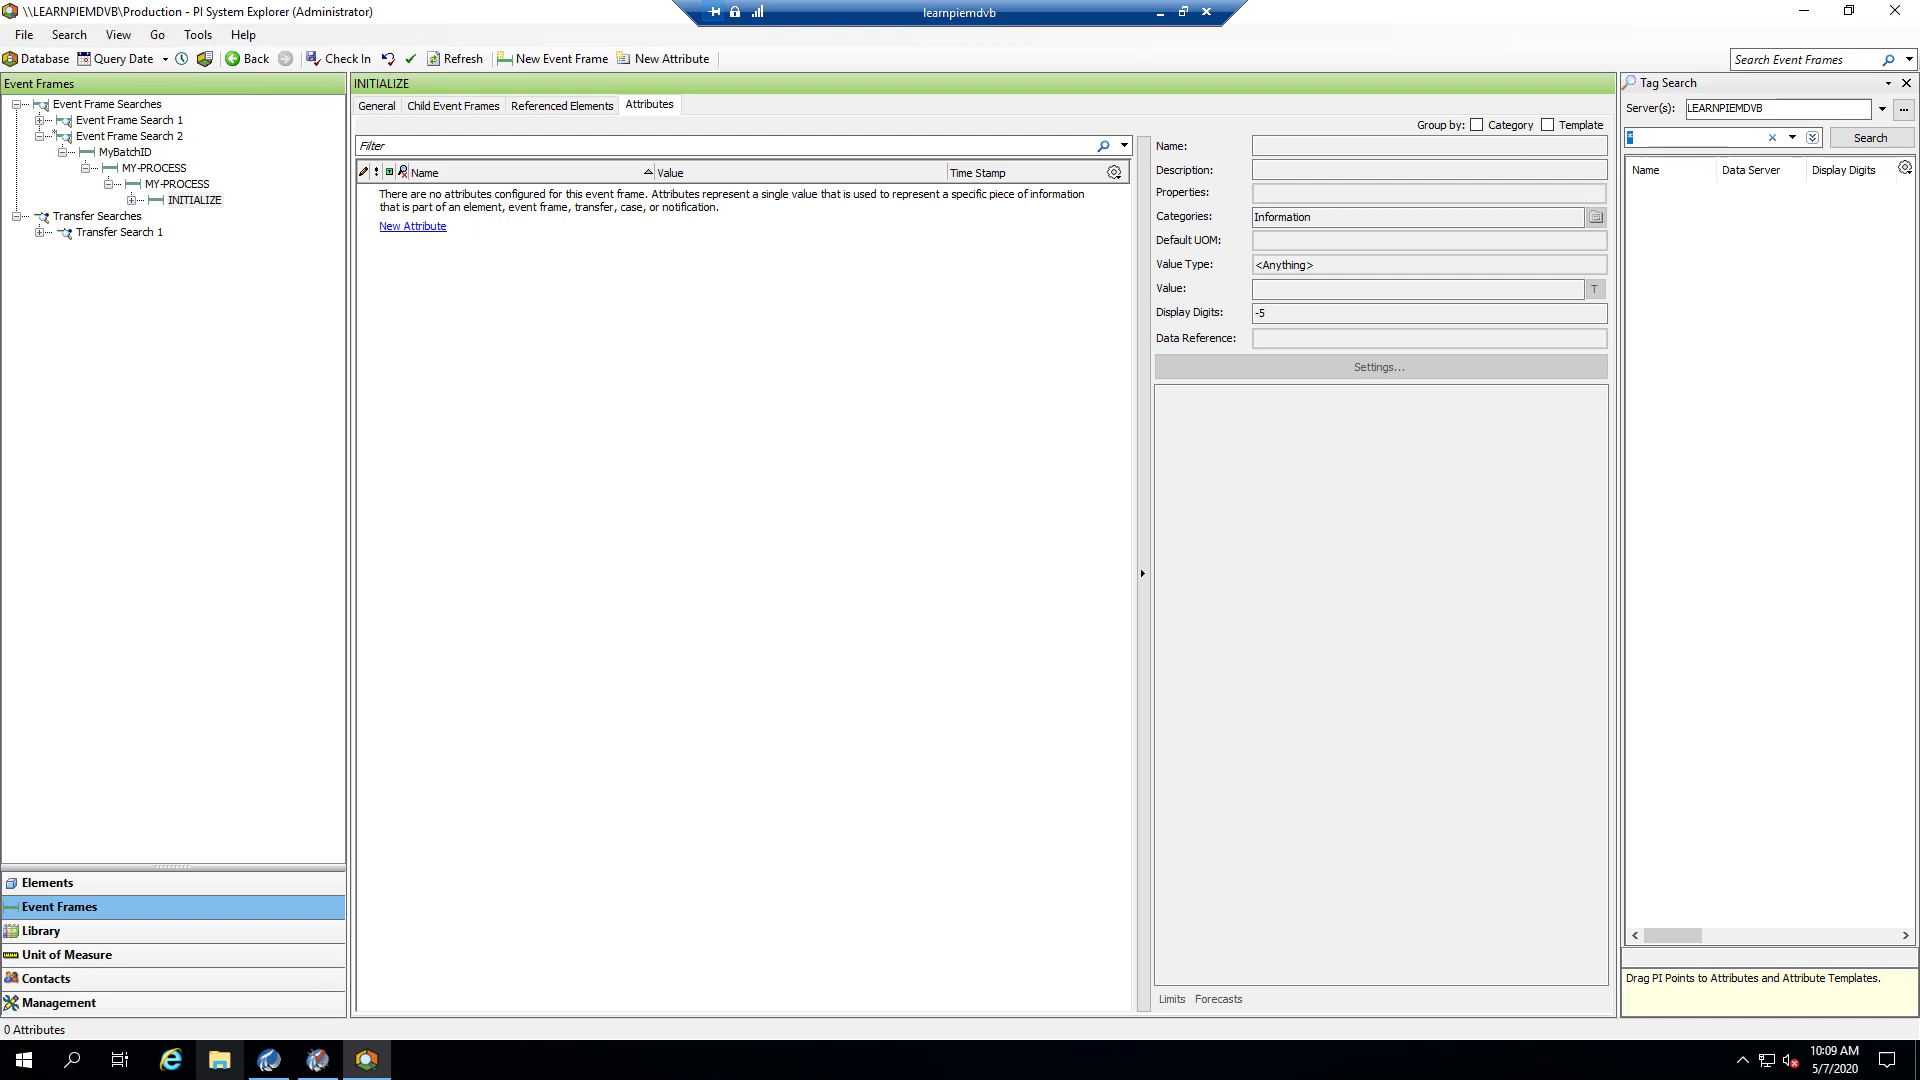 \\LEARNPIEMDVB\Production - PI System Explorer (Administrator)
learnpiemdvb
File Search View Go Tools Help
Database Query Date Back Check In Refresh New Event Frame New Attribute
Search Event Frames
Event Frames
Event Frame Searches
Event Frame Search 1
Event Frame Search 2
MyBatchID
MY-PROCESS
MY-PROCESS
INITIALIZE
Transfer Searches
Transfer Search 1
Elements
Event Frames
Library
Unit of Measure
Contacts
Management
0 Attributes
INITIALIZE
General Child Event Frames Referenced Elements Attributes
Group by: Category Template
Filter
Name Value Time Stamp
There are no attributes configured for this event frame. Attributes represent a single value that is used to represent a specific piece of information
that is part of an element, event frame, transfer, case, or notification.
New Attribute
Name:
Description:
Properties:
Categories: Information
Default UOM:
Value Type: <Anything>
Value: T
Display Digits: -5
Data Reference:
Settings...
Limits Forecasts
Tag Search
Server(s): LEARNPIEMDVB ...
* Search
Name Data Server Display Digits
Drag PI Points to Attributes and Attribute Templates.
10:09 AM
5/7/2020